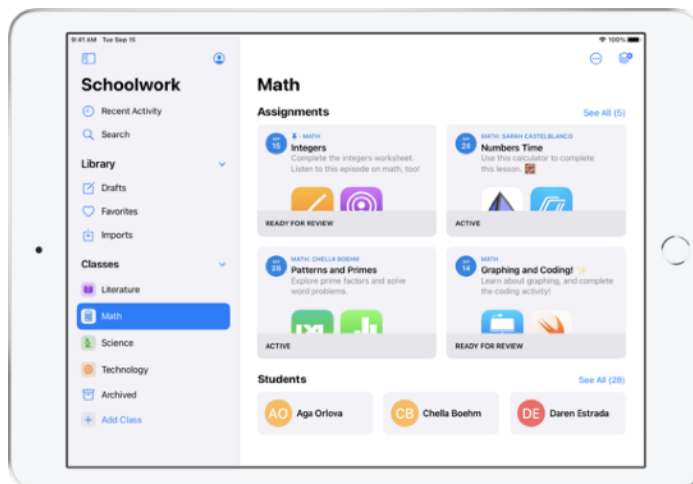 9:41 AM Tue Sep 15
100%
Schoolwork
Recent Activity
Search
Library
Drafts
Favorites
Imports
Classes
Literature
Math
Science
Technology
Archived
Add Class
Math
Assignments
See All (5)
SEP
15
- MATH
Integers
Complete the integers worksheet.
Listen to this episode on math, too!
READY FOR REVIEW
SEP
24
MATH: SARAH CASTELBLANCO
Numbers Time
Use this calculator to complete
this lesson.
ACTIVE
SEP
28
MATH: CHELLA BOEHM
Patterns and Primes
Explore prime factors and solve
word problems.
IXL
ACTIVE
SEP
14
MATH
Graphing and Coding!
Learn about graphing, and complete
the coding activity!
READY FOR REVIEW
Students
See All (28)
AO
Aga Orlova
CB
Chella Boehm
DE
Daren Estrada